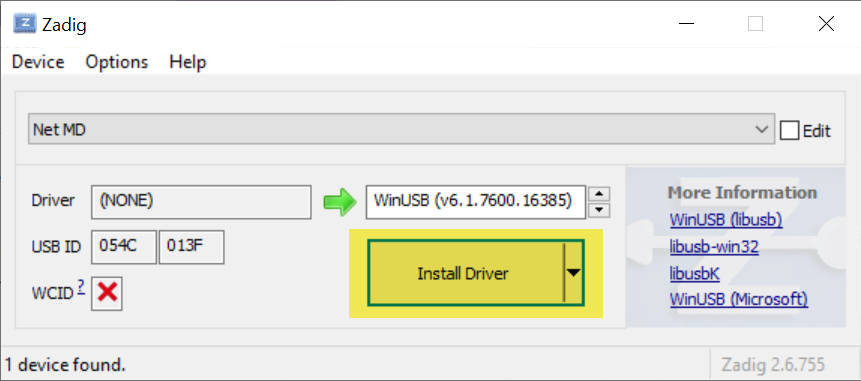 Zadig
Device Options Help
Net MD
Edit
Driver (NONE) WinUSB (v6.1.7600.16385)
USB ID 054C 013F
WCID ?
Install Driver
More Information
WinUSB (libusb)
libusb-win32
libusbK
WinUSB (Microsoft)
1 device found.
Zadig 2.6.755